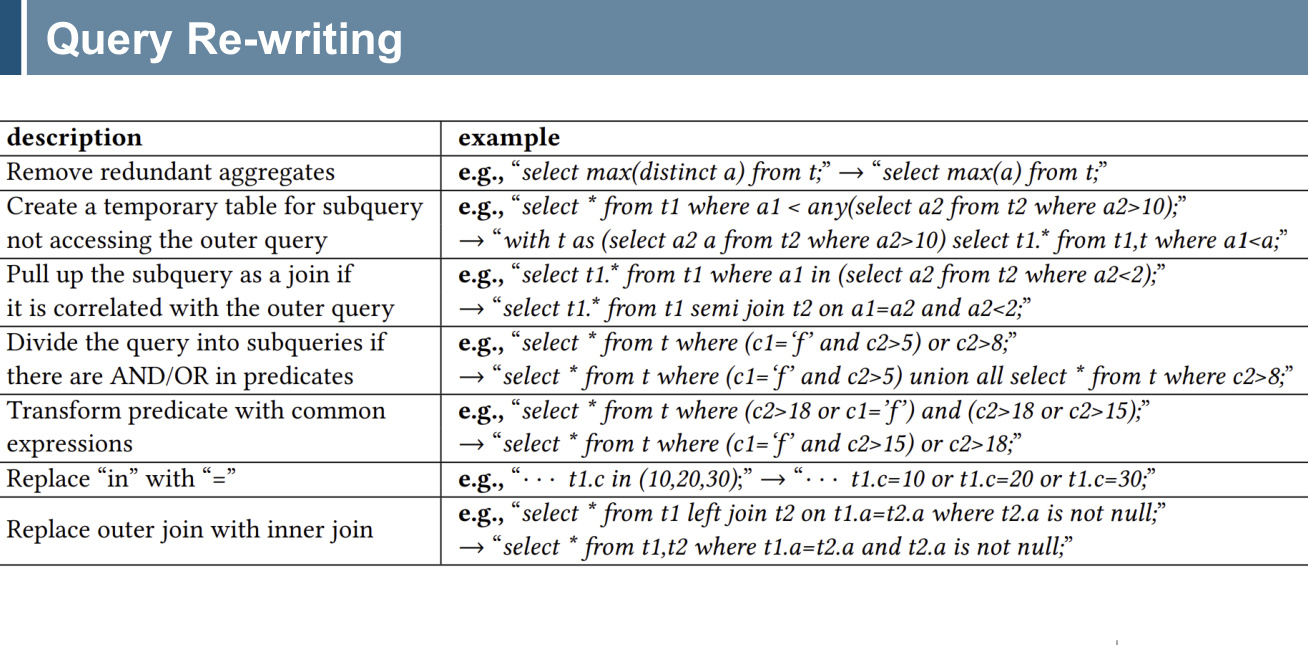 Query Re-writing
description example
Remove redundant aggregates e.g., “select max(distinct a) from t;” → “select max(a) from t;”
Create a temporary table for subquery e.g., “select * from t1 where a1 < any(select a2 from t2 where a2>10);”
not accessing the outer query → “with t as (select a2 a from t2 where a2>10) select t1.* from t1,t where a1<a;”
Pull up the subquery as a join if e.g., “select t1.* from t1 where a1 in (select a2 from t2 where a2<2);”
it is correlated with the outer query → “select t1.* from t1 semi join t2 on a1=a2 and a2<2;”
Divide the query into subqueries if e.g., “select * from t where (c1=‘f’ and c2>5) or c2>8;”
there are AND/OR in predicates → “select * from t where (c1=‘f’ and c2>5) union all select * from t where c2>8;”
Transform predicate with common e.g., “select * from t where (c2>18 or c1=’f’) and (c2>18 or c2>15);”
expressions → “select * from t where (c1=‘f’ and c2>15) or c2>18;”
Replace “in” with “=” e.g., “· · · t1.c in (10,20,30);” → “· · · t1.c=10 or t1.c=20 or t1.c=30;”
Replace outer join with inner join e.g., “select * from t1 left join t2 on t1.a=t2.a where t2.a is not null;”
→ “select * from t1,t2 where t1.a=t2.a and t2.a is not null;”